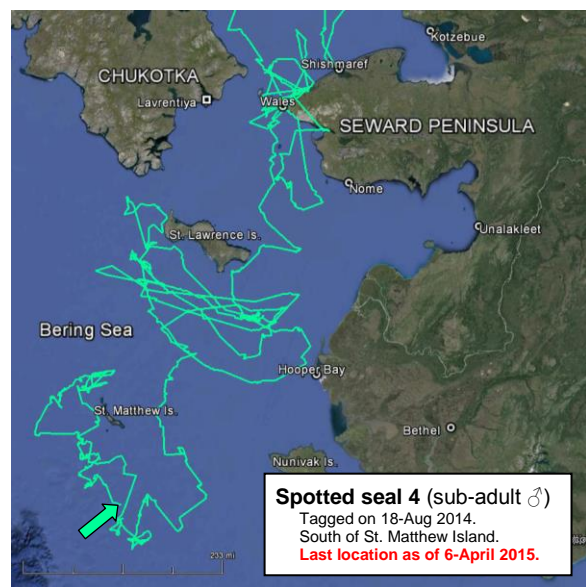 Kotzebue
Shishmaref
CHUKOTKA
Lavrentiya
Wales
SEWARD PENINSULA
Nome
Unalakleet
St. Lawrence Is.
Bering Sea
Hooper Bay
St. Matthew Is.
Bethel
Nunivak Is.
Spotted seal 4 (sub-adult ♂)
Tagged on 18-Aug 2014.
South of St. Matthew Island.
Last location as of 6-April 2015.
233 mi